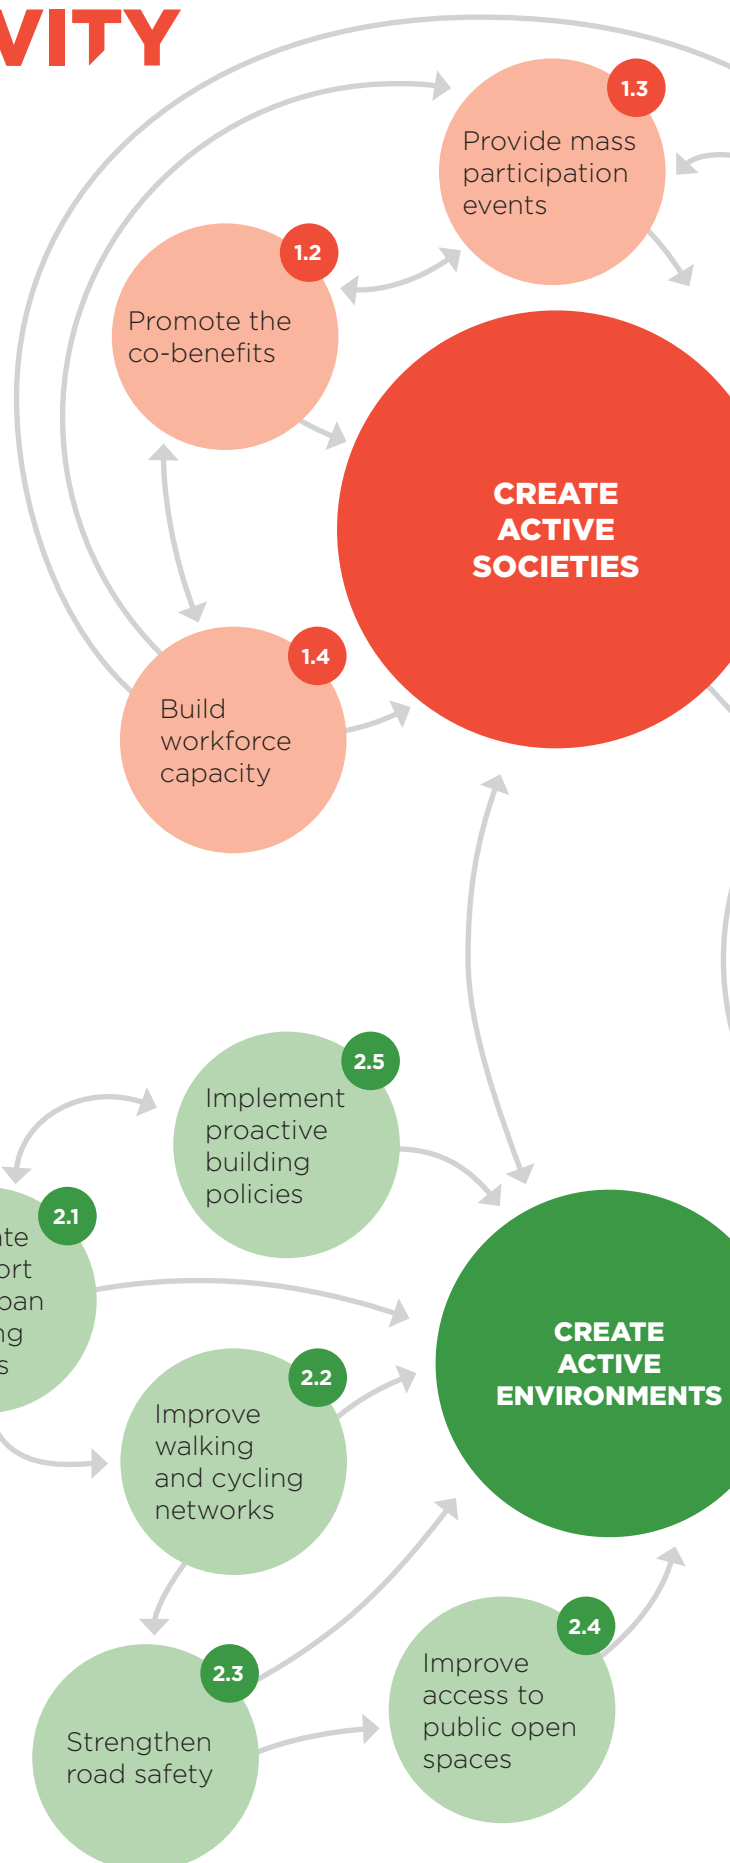 VITY
1.3
Provide mass
participation
events
1.2
Promote the
co-benefits
CREATE
ACTIVE
SOCIETIES
1.4
Build
workforce
capacity
2.5
Implement
proactive
building
policies
2.1
2.2
Improve
walking
and cycling
networks
CREATE
ACTIVE
ENVIRONMENTS
2.3
Strengthen
road safety
2.4
Improve
access to
public open
spaces